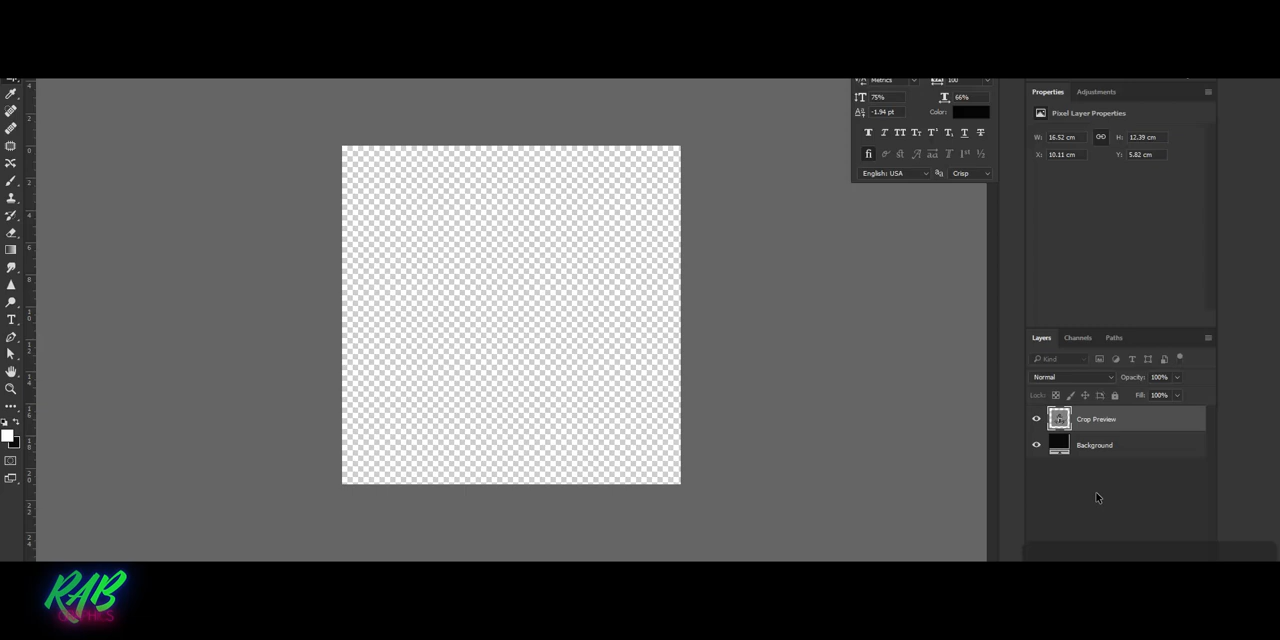 Metrics
100
75%
66%
-1.94 pt
Color:
English: USA
Crisp
Properties
Adjustments
Pixel Layer Properties
W: 16.52 cm
H: 12.39 cm
X: 10.11 cm
Y: 5.82 cm
Layers
Channels
Paths
Kind
Normal
Opacity: 100%
Lock:
Fill: 100%
Crop Preview
Background
RAB
GRAPHICS